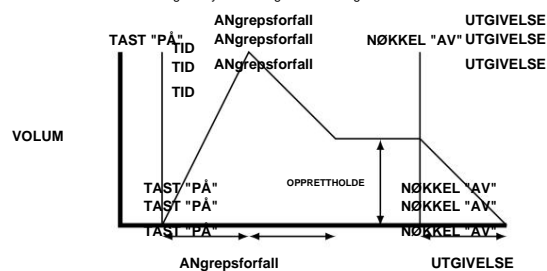 ANgrepsforfall UTGIVELSE
TAST "PÅ" ANgrepsforfall NØKKEL "AV" UTGIVELSE
TID
TID ANgrepsforfall UTGIVELSE
TID
VOLUM
OPPRETTHOLDE
TAST "PÅ" NØKKEL "AV"
TAST "PÅ" NØKKEL "AV"
TAST "PÅ" NØKKEL "AV"
ANgrepsforfall UTGIVELSE